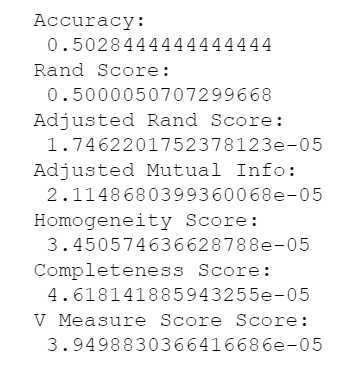 Accuracy:
0.5028444444444444
Rand Score:
0.5000050707299668
Adjusted Rand Score:
1.7462201752378123e-05
Adjusted Mutual Info:
2.1148680399360068e-05
Homogeneity Score:
3.450574636628788e-05
Completeness Score:
4.618141885943255e-05
V Measure Score Score:
3.9498830366416686e-05